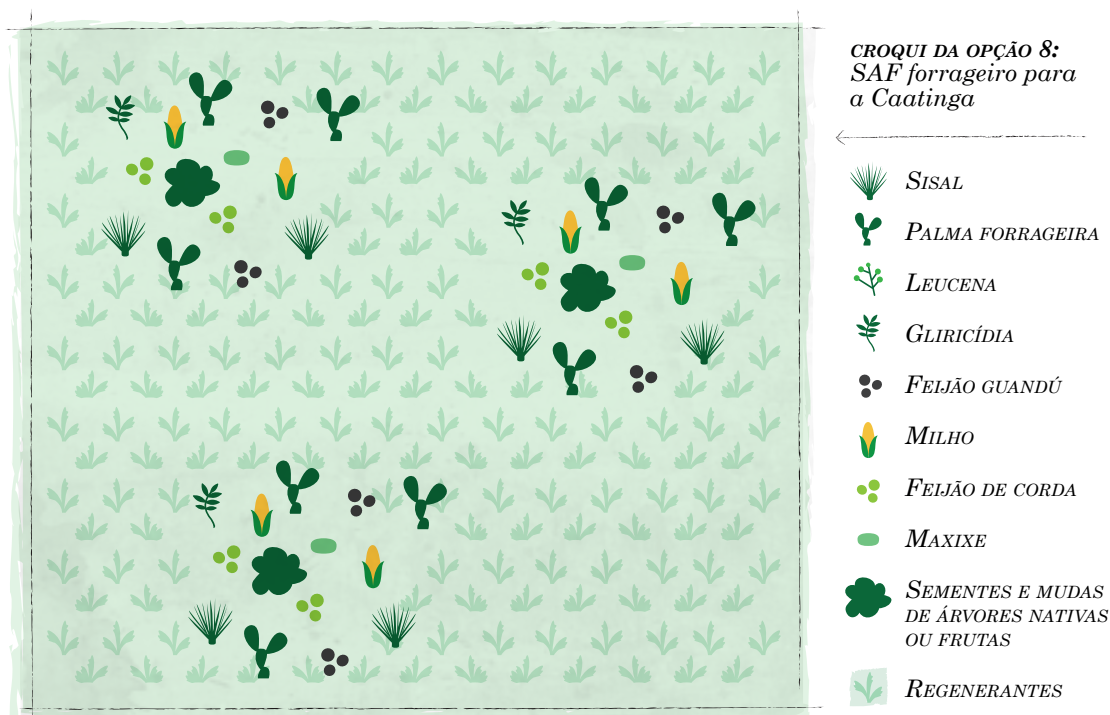 CROQUI DA OPÇÃO 8:
SAF forrageiro para
a Caatinga
SISAL
PALMA FORRAGEIRA
LEUCENA
GLIRICÍDIA
FEIJÃO GUANDÚ
MILHO
FEIJÃO DE CORDA
MAXIXE
SEMENTES E MUDAS
DE ÁRVORES NATIVAS
OU FRUTAS
REGENERANTES